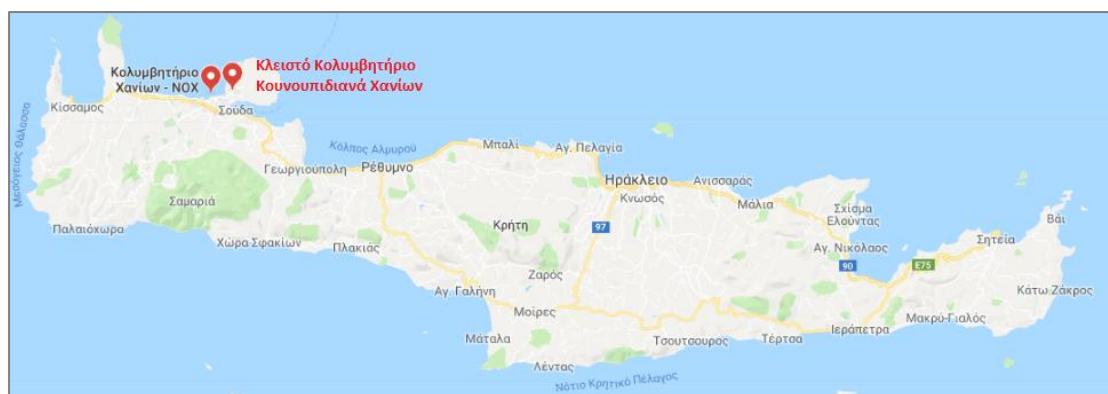 Κλειστό Κολυμβητήριο
Κουνουπιδιανά Χανίων
Κολυμβητήριο
Χανίων - ΝΟΧ
Κίσσαμος
Σούδα
Μεσόγειος Θάλασσα
Κόλπος Αλμυρού
Μπαλί
Αγ. Πελαγία
Γεωργιούπολη
Ρέθυμνο
Ηράκλειο
Ανισσαράς
Κνωσός
Σαμαριά
Μάλια
Σχίσμα
Ελούντας
Βάι
Κρήτη
97
Παλαιόχωρα
Χώρα Σφακίων
Πλακιάς
Αγ. Νικόλαος
Σητεία
Ζαρός
90
E75
Αγ. Γαλήνη
Κάτω Ζάκρος
Μοίρες
Μακρύ-Γιαλός
Ιεράπετρα
Μάταλα
Τσουτσουρος
Τέρτσα
Λέντας
Νότιο Κρητικό Πέλαγος